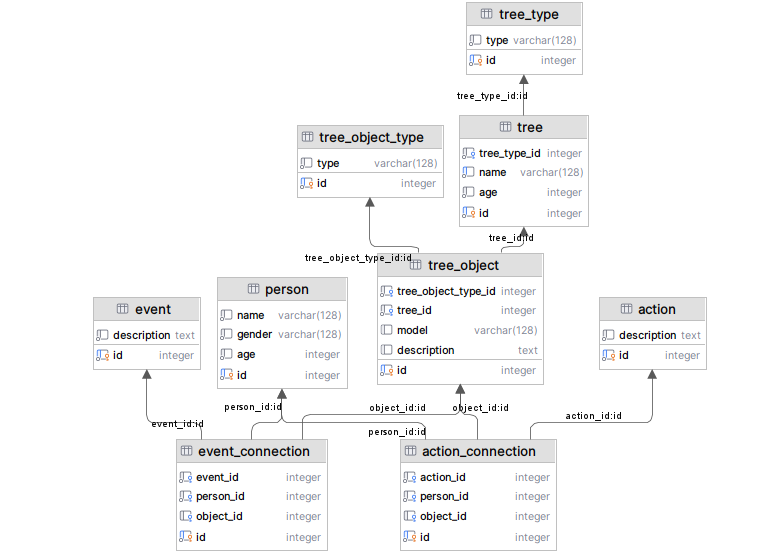 tree_type
type varchar(128)
id integer
tree_type_id:id
tree
tree_type_id integer
name varchar(128)
age integer
id integer
tree_object_type
type varchar(128)
id integer
tree_id:id
tree_object_type_id:id
tree_object
tree_object_type_id integer
tree_id integer
model varchar(128)
description text
id integer
person
name varchar(128)
gender varchar(128)
age integer
id integer
event
description text
id integer
action
description text
id integer
person_id:id
object_id:id
object_id:id
action_id:id
event_id:id
person_id:id
event_connection
event_id integer
person_id integer
object_id integer
id integer
action_connection
action_id integer
person_id integer
object_id integer
id integer